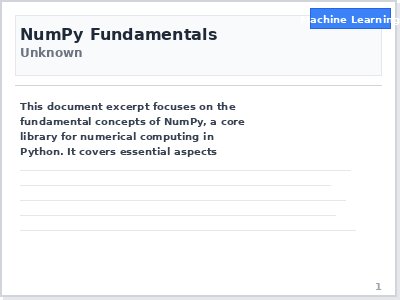 Machine Learning
NumPy Fundamentals
Unknown
This document excerpt focuses on the
fundamental concepts of NumPy, a core
library for numerical computing in
Python. It covers essential aspects
1